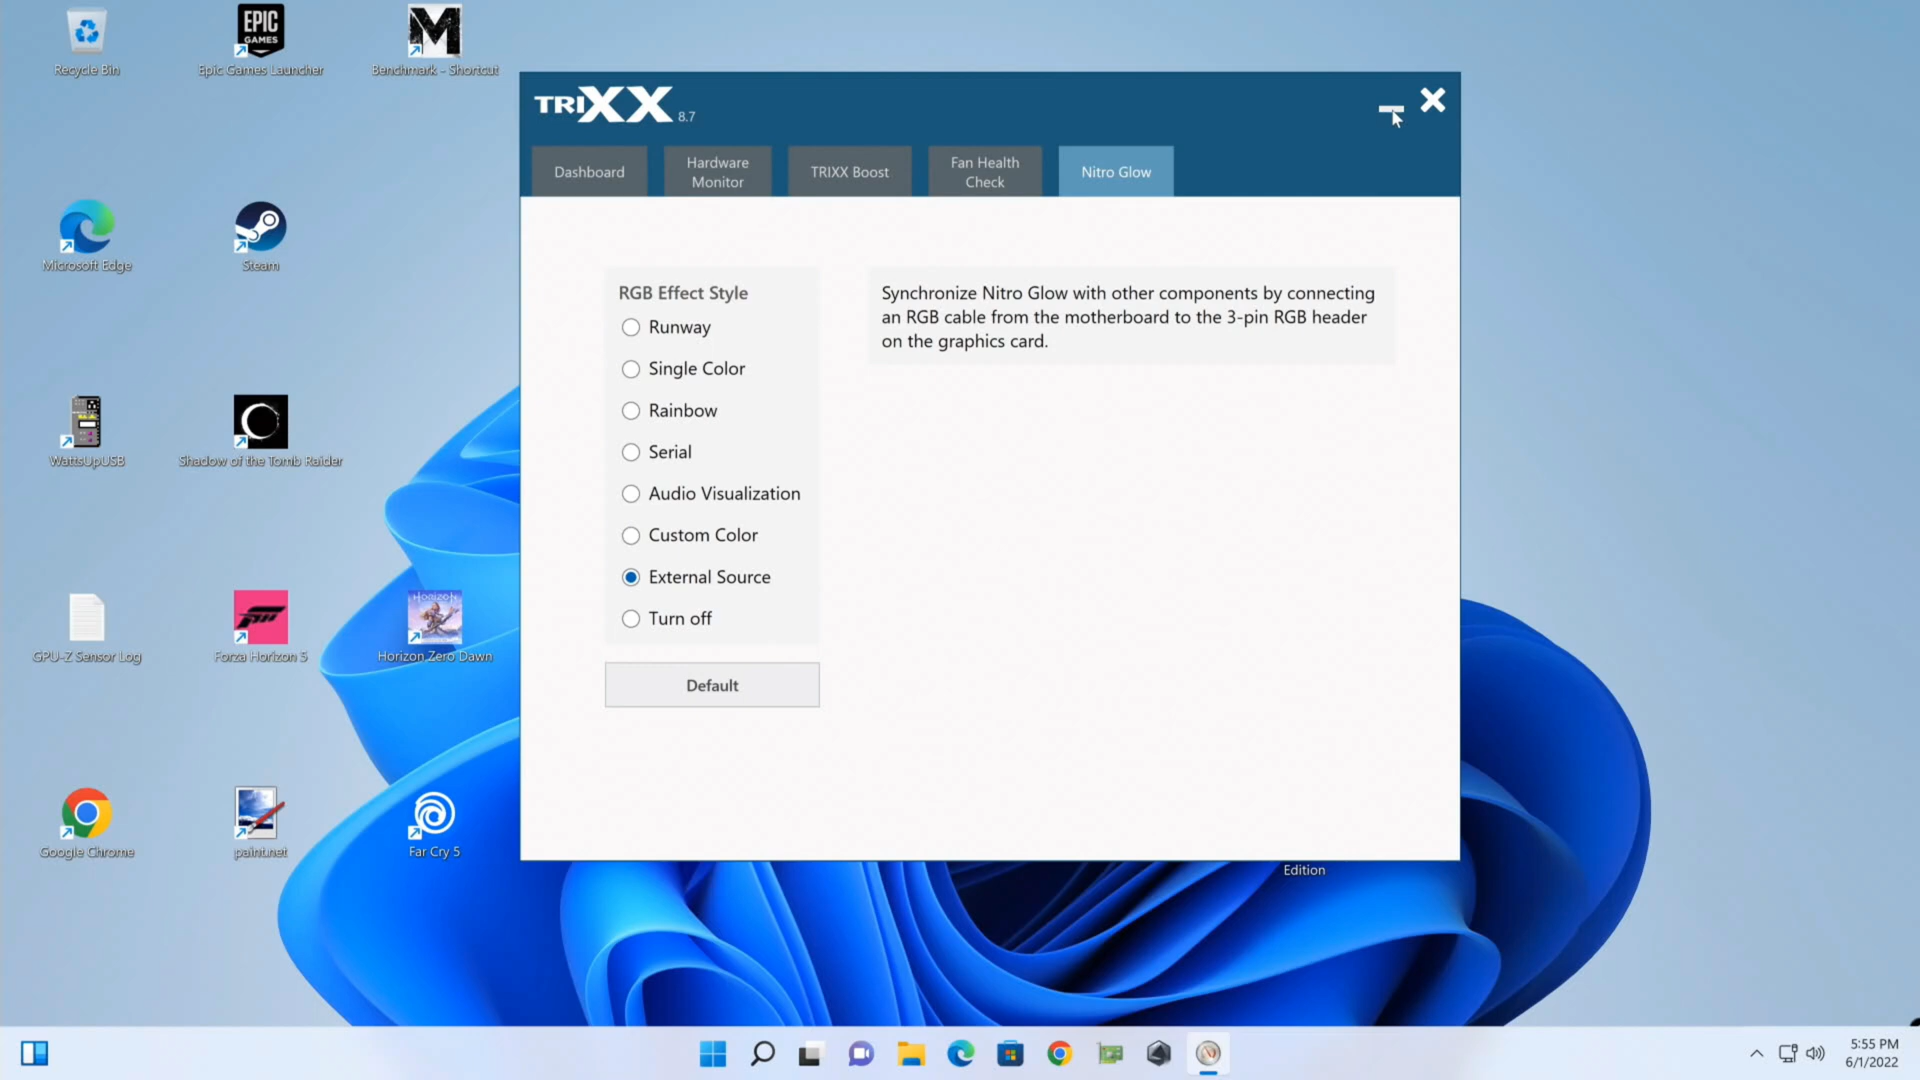 Recycle Bin
EPIC
GAMES
Epic Games Launcher
Benchmark - Shortcut
TRIXX 8.7
Dashboard
Hardware
Monitor
TRIXX Boost
Fan Health
Check
Nitro Glow
Microsoft Edge
Steam
RGB Effect Style
Runway
Single Color
Rainbow
Serial
Audio Visualization
Custom Color
External Source
Turn off
Default
Synchronize Nitro Glow with other components by connecting
an RGB cable from the motherboard to the 3-pin RGB header
on the graphics card.
WattsUpUSB
Shadow of the Tomb Raider
GPU-Z Sensor Log
Forza Horizon 5
HORIZON
Horizon Zero Dawn
Google Chrome
paint.net
Far Cry 5
Edition
5:55 PM
6/1/2022